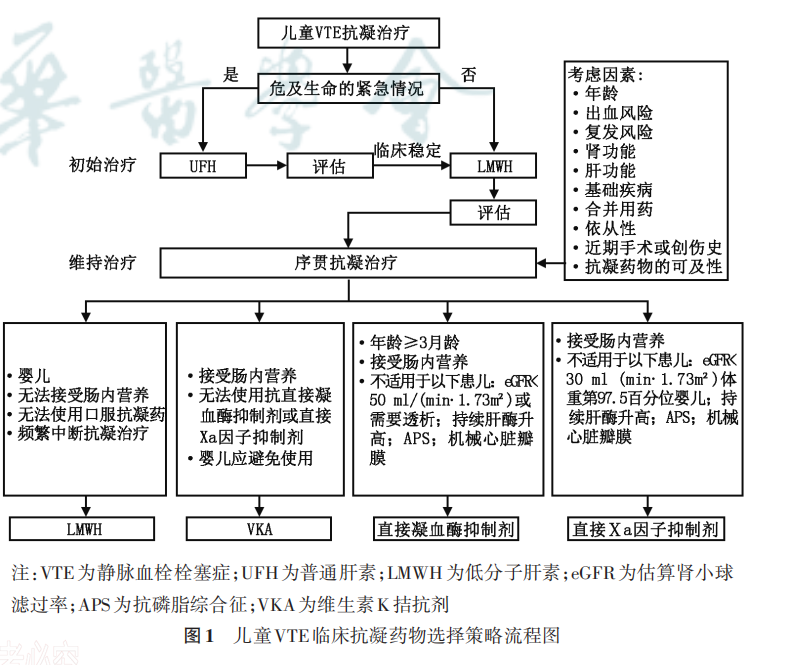 儿童VTE抗凝治疗
是
危及生命的紧急情况
否
初始治疗
UFH
评估
临床稳定
LMWH
评估
考虑因素:
·年龄
·出血风险
·复发风险
·肾功能
·肝功能
·基础疾病
·合并用药
·依从性
·近期手术或创伤史
·抗凝药物的可及性
维持治疗
序贯抗凝治疗
·婴儿
·无法接受肠内营养
·无法使用口服抗凝药
·频繁中断抗凝治疗
·接受肠内营养
·无法使用抗直接凝
血酶抑制剂或直接
Xa因子抑制剂
·婴儿应避免使用
·年龄≥3月龄
·接受肠内营养
·不适用于以下患儿: eGFR<
50 ml/(min·1.73m²)或
需要透析; 持续肝酶升
高; APS; 机械心脏瓣
膜
·接受肠内营养
·不适用于以下患儿: eGFR<
30 ml (min·1.73m²)体
重第97.5百分位婴儿; 持
续肝酶升高; APS; 机械
心脏瓣膜
LMWH
VKA
直接凝血酶抑制剂
直接Xa因子抑制剂
注:VTE为静脉血栓栓塞症;UFH为普通肝素;LMWH为低分子肝素;eGFR为估算肾小球
滤过率;APS为抗磷脂综合征;VKA为维生素K拮抗剂
图1 儿童VTE临床抗凝药物选择策略流程图
華醫學會